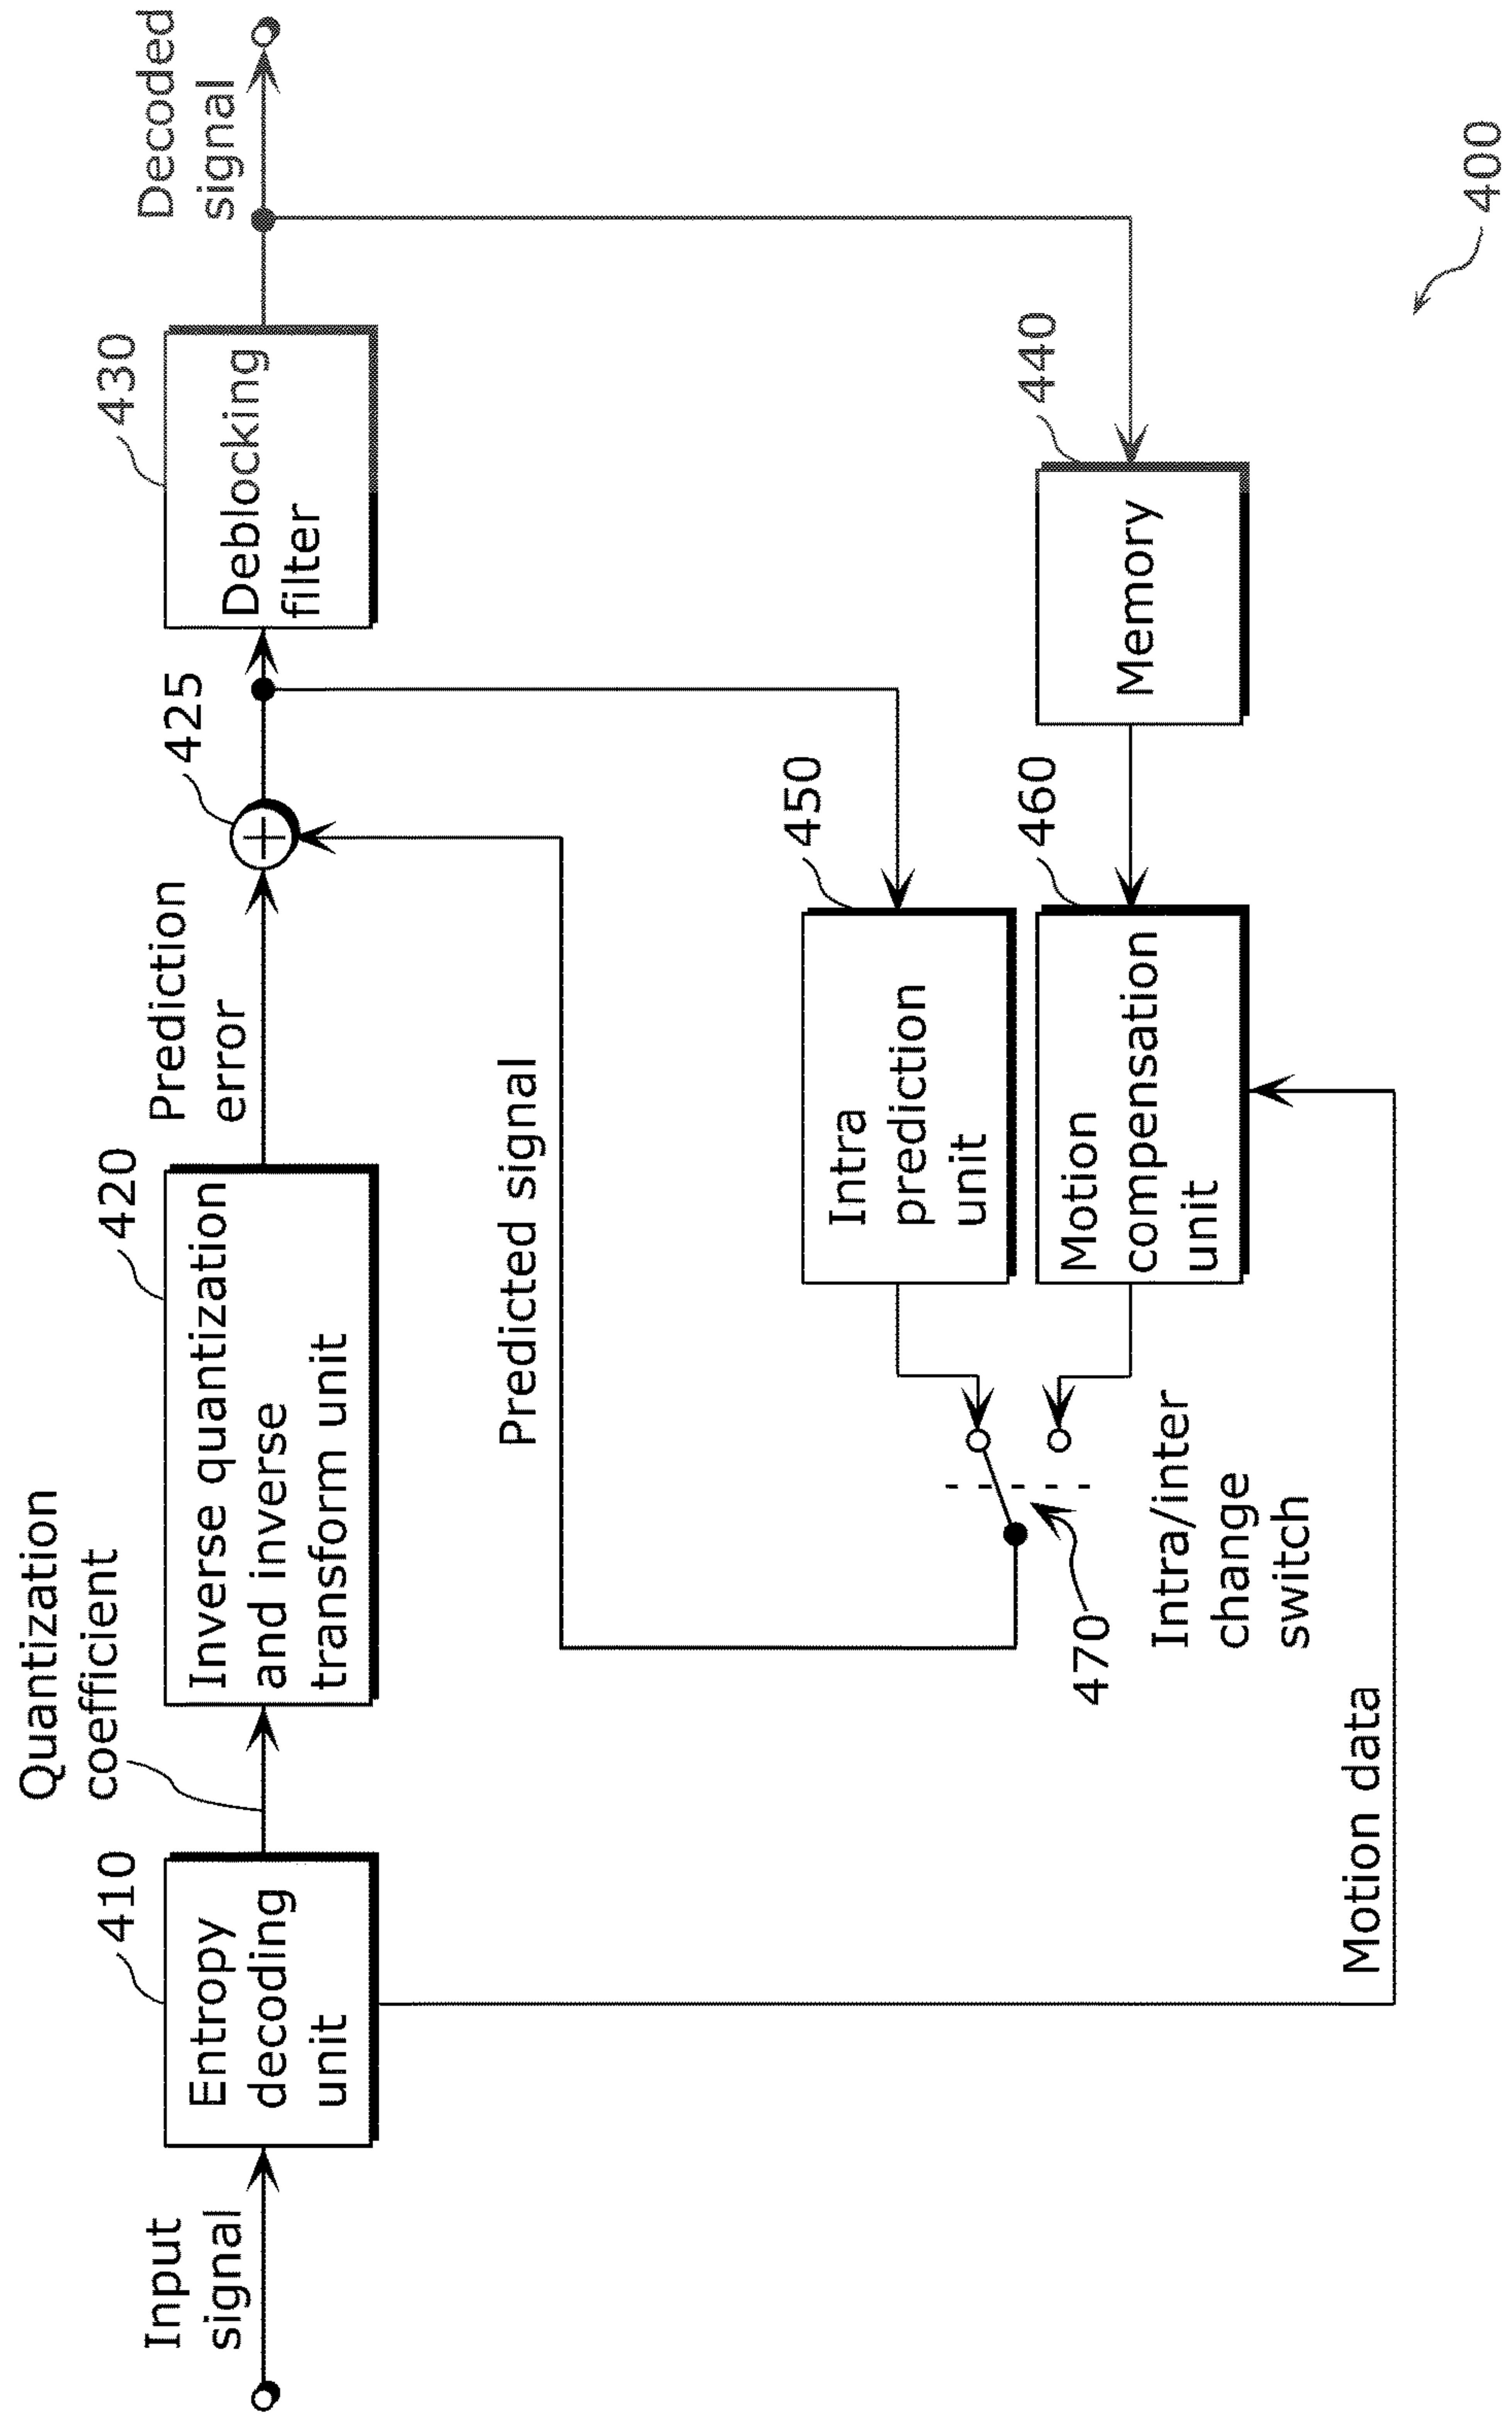 Input
signal
410
Entropy
decoding
unit
Quantization
coefficient
420
Inverse quantization
and inverse
transform unit
Prediction
error
425
430
Deblocking
filter
Decoded
signal
Predicted signal
450
Intra
prediction
unit
460
Motion
compensation
unit
440
Memory
470
Intra/inter
change
switch
Motion data
400